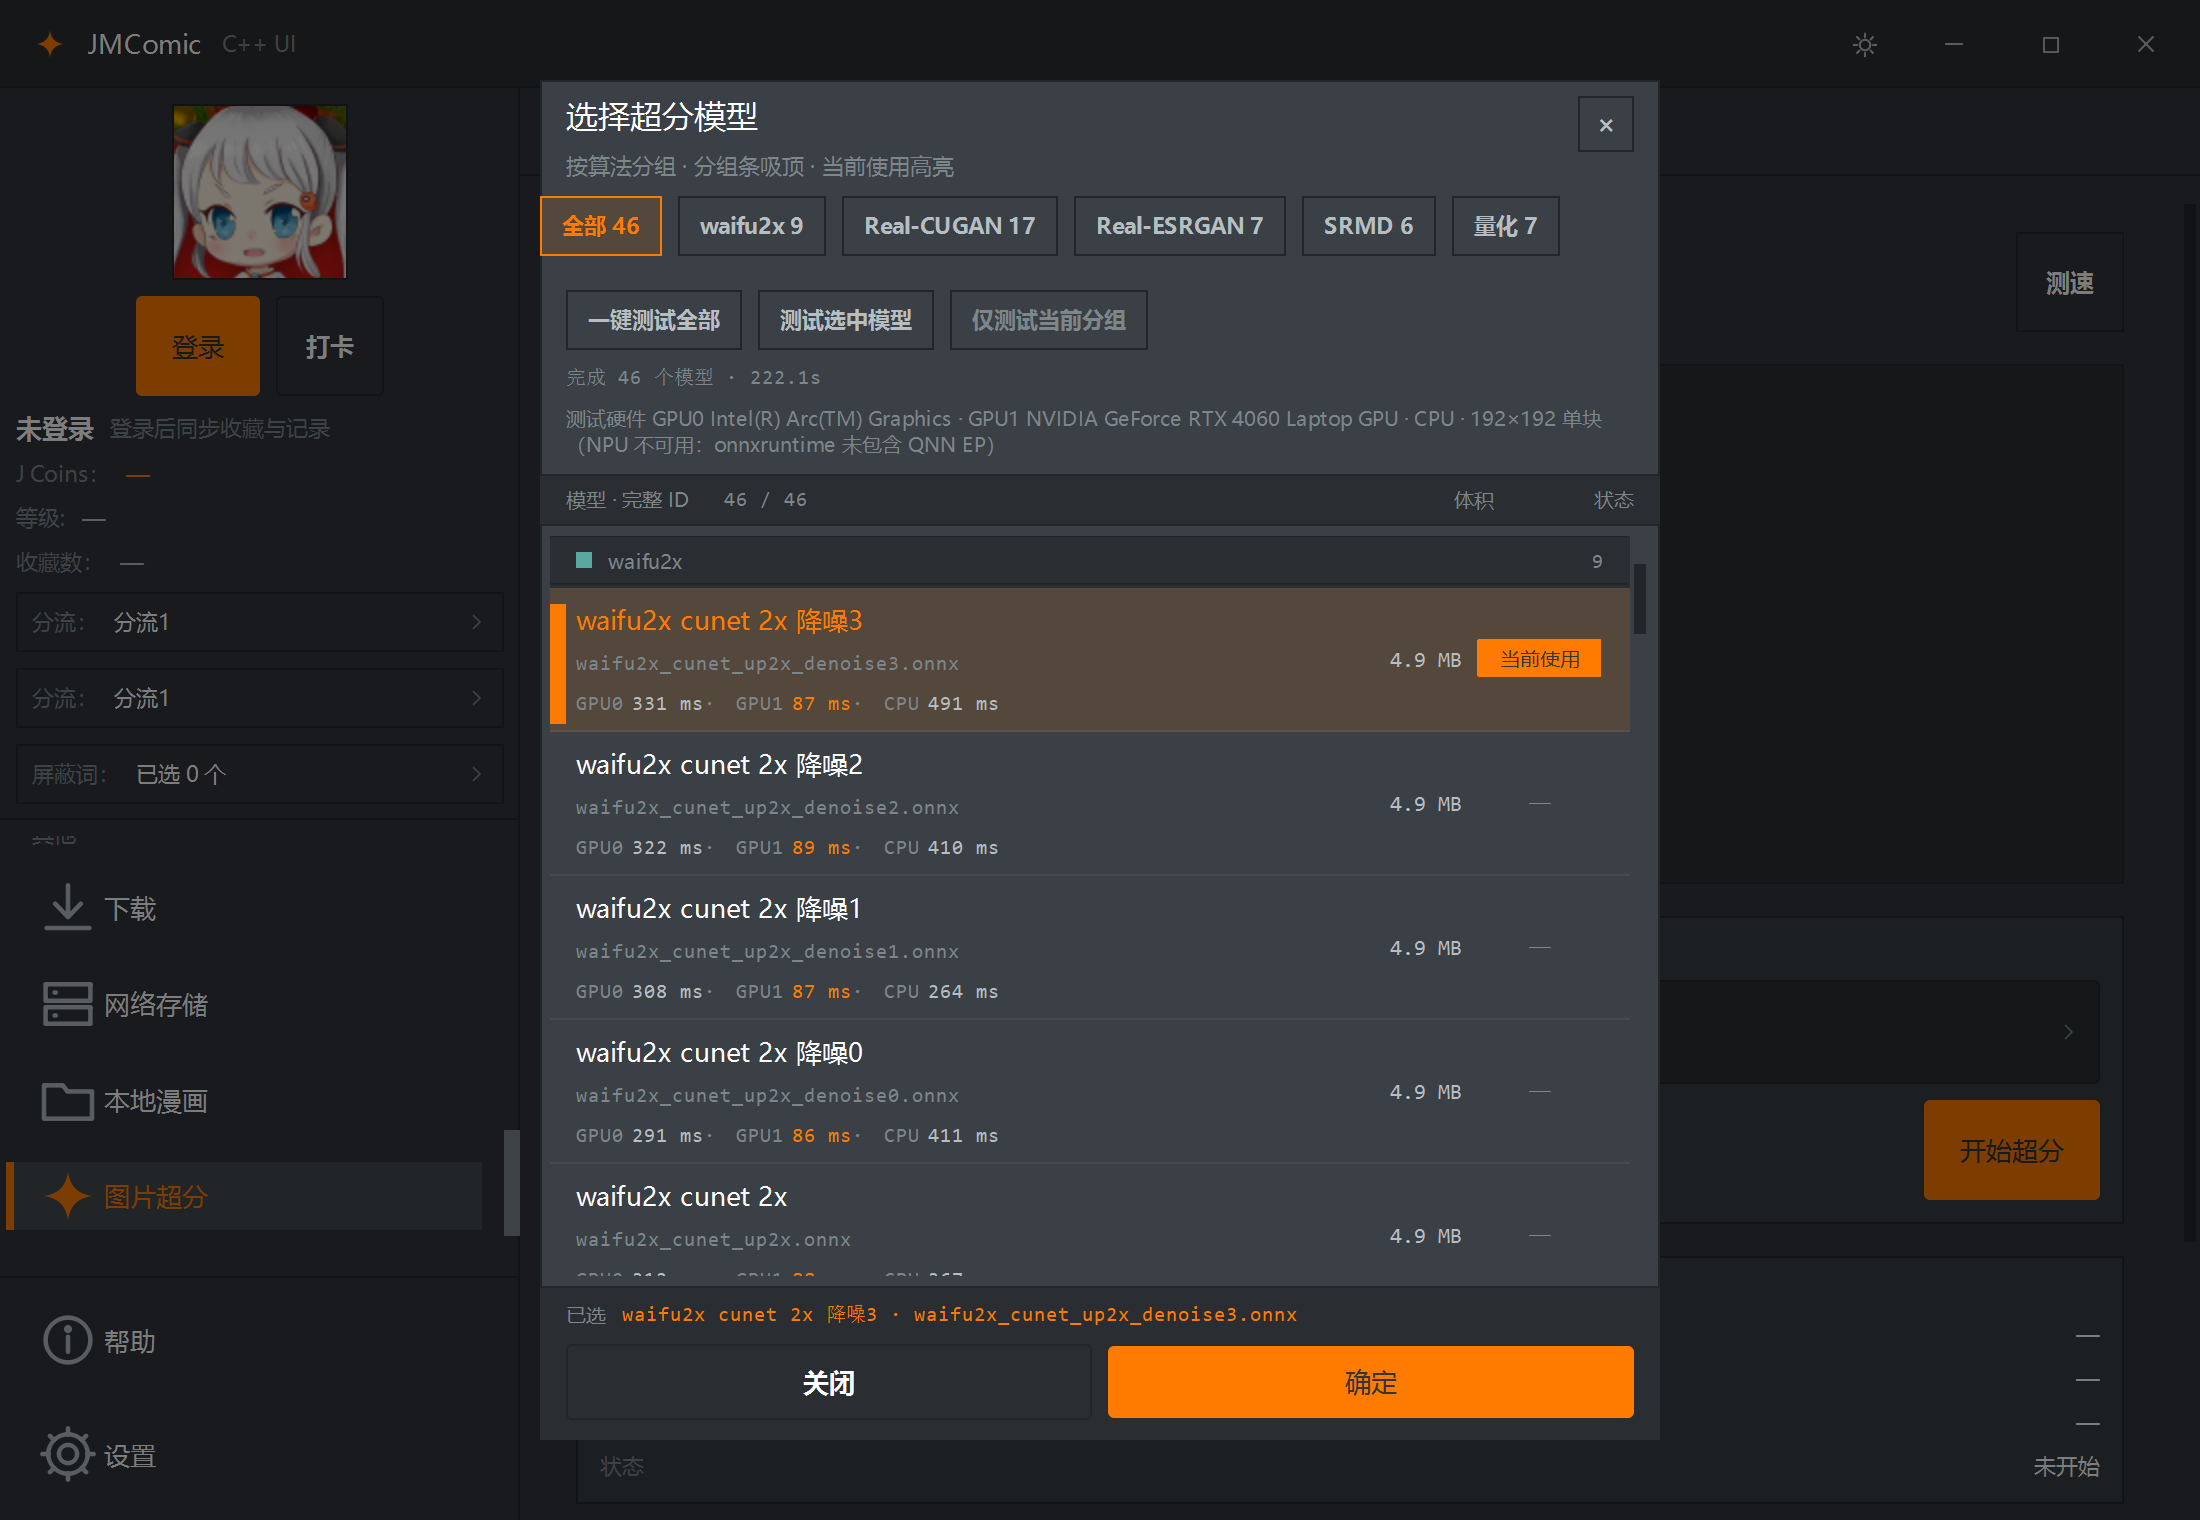 JMComic C++ UI
登录
打卡
未登录 登录后同步收藏与记录
J Coins: —
等级: —
收藏数: —
分流: 分流1
分流: 分流1
屏蔽词: 已选 0 个
其他
下载
网络存储
本地漫画
图片超分
帮助
设置
测速
开始超分
—
—
—
状态 未开始
选择超分模型
×
按算法分组 · 分组条吸顶 · 当前使用高亮
全部 46
waifu2x 9
Real-CUGAN 17
Real-ESRGAN 7
SRMD 6
量化 7
一键测试全部
测试选中模型
仅测试当前分组
完成 46 个模型 · 222.1s
测试硬件 GPU0 Intel(R) Arc(TM) Graphics · GPU1 NVIDIA GeForce RTX 4060 Laptop GPU · CPU · 192×192 单块
（NPU 不可用：onnxruntime 未包含 QNN EP）
模型 · 完整 ID 46 / 46 体积 状态
waifu2x 9
waifu2x cunet 2x 降噪3
waifu2x_cunet_up2x_denoise3.onnx 4.9 MB 当前使用
GPU0 331 ms · GPU1 87 ms · CPU 491 ms
waifu2x cunet 2x 降噪2
waifu2x_cunet_up2x_denoise2.onnx 4.9 MB —
GPU0 322 ms · GPU1 89 ms · CPU 410 ms
waifu2x cunet 2x 降噪1
waifu2x_cunet_up2x_denoise1.onnx 4.9 MB —
GPU0 308 ms · GPU1 87 ms · CPU 264 ms
waifu2x cunet 2x 降噪0
waifu2x_cunet_up2x_denoise0.onnx 4.9 MB —
GPU0 291 ms · GPU1 86 ms · CPU 411 ms
waifu2x cunet 2x
waifu2x_cunet_up2x.onnx 4.9 MB —
已选 waifu2x cunet 2x 降噪3 · waifu2x_cunet_up2x_denoise3.onnx
关闭
确定